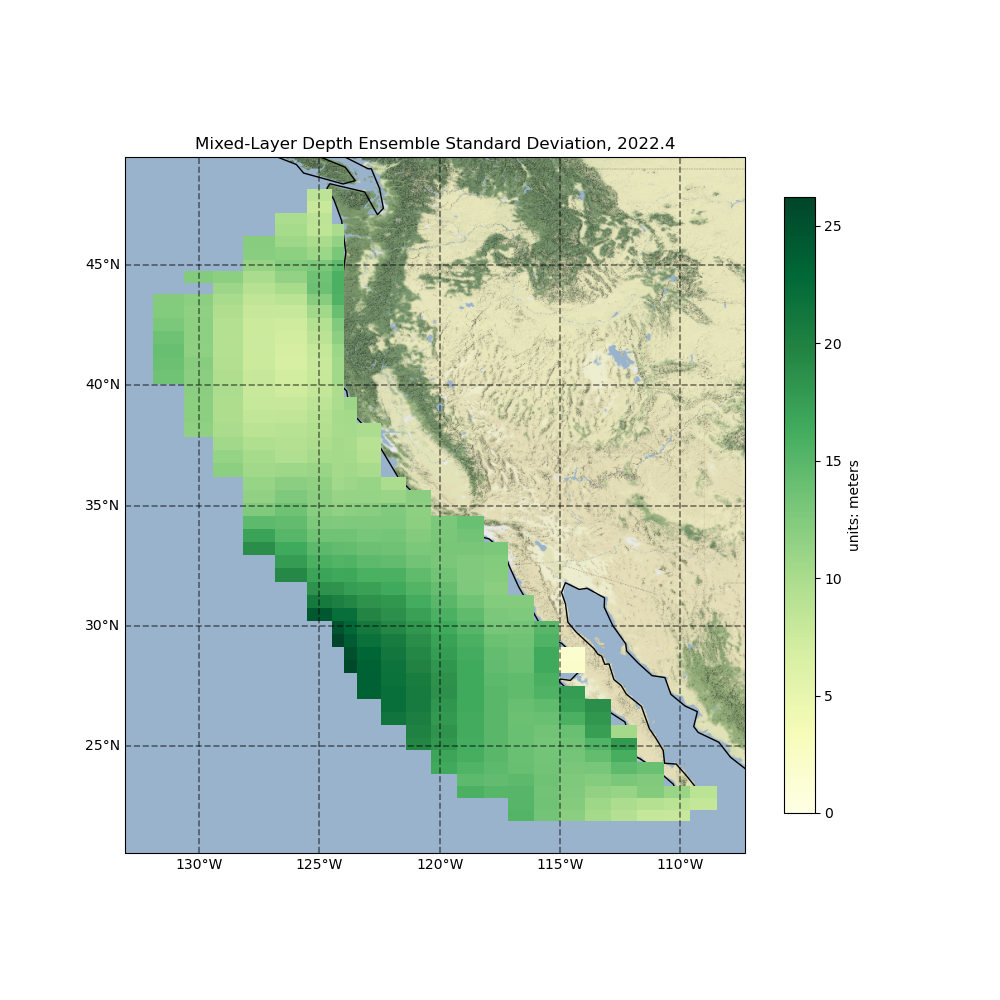 Mixed-Layer Depth Ensemble Standard Deviation, 2022.4
45°N
40°N
35°N
30°N
25°N
130°W
125°W
120°W
115°W
110°W
25
20
15
10
5
0
units: meters